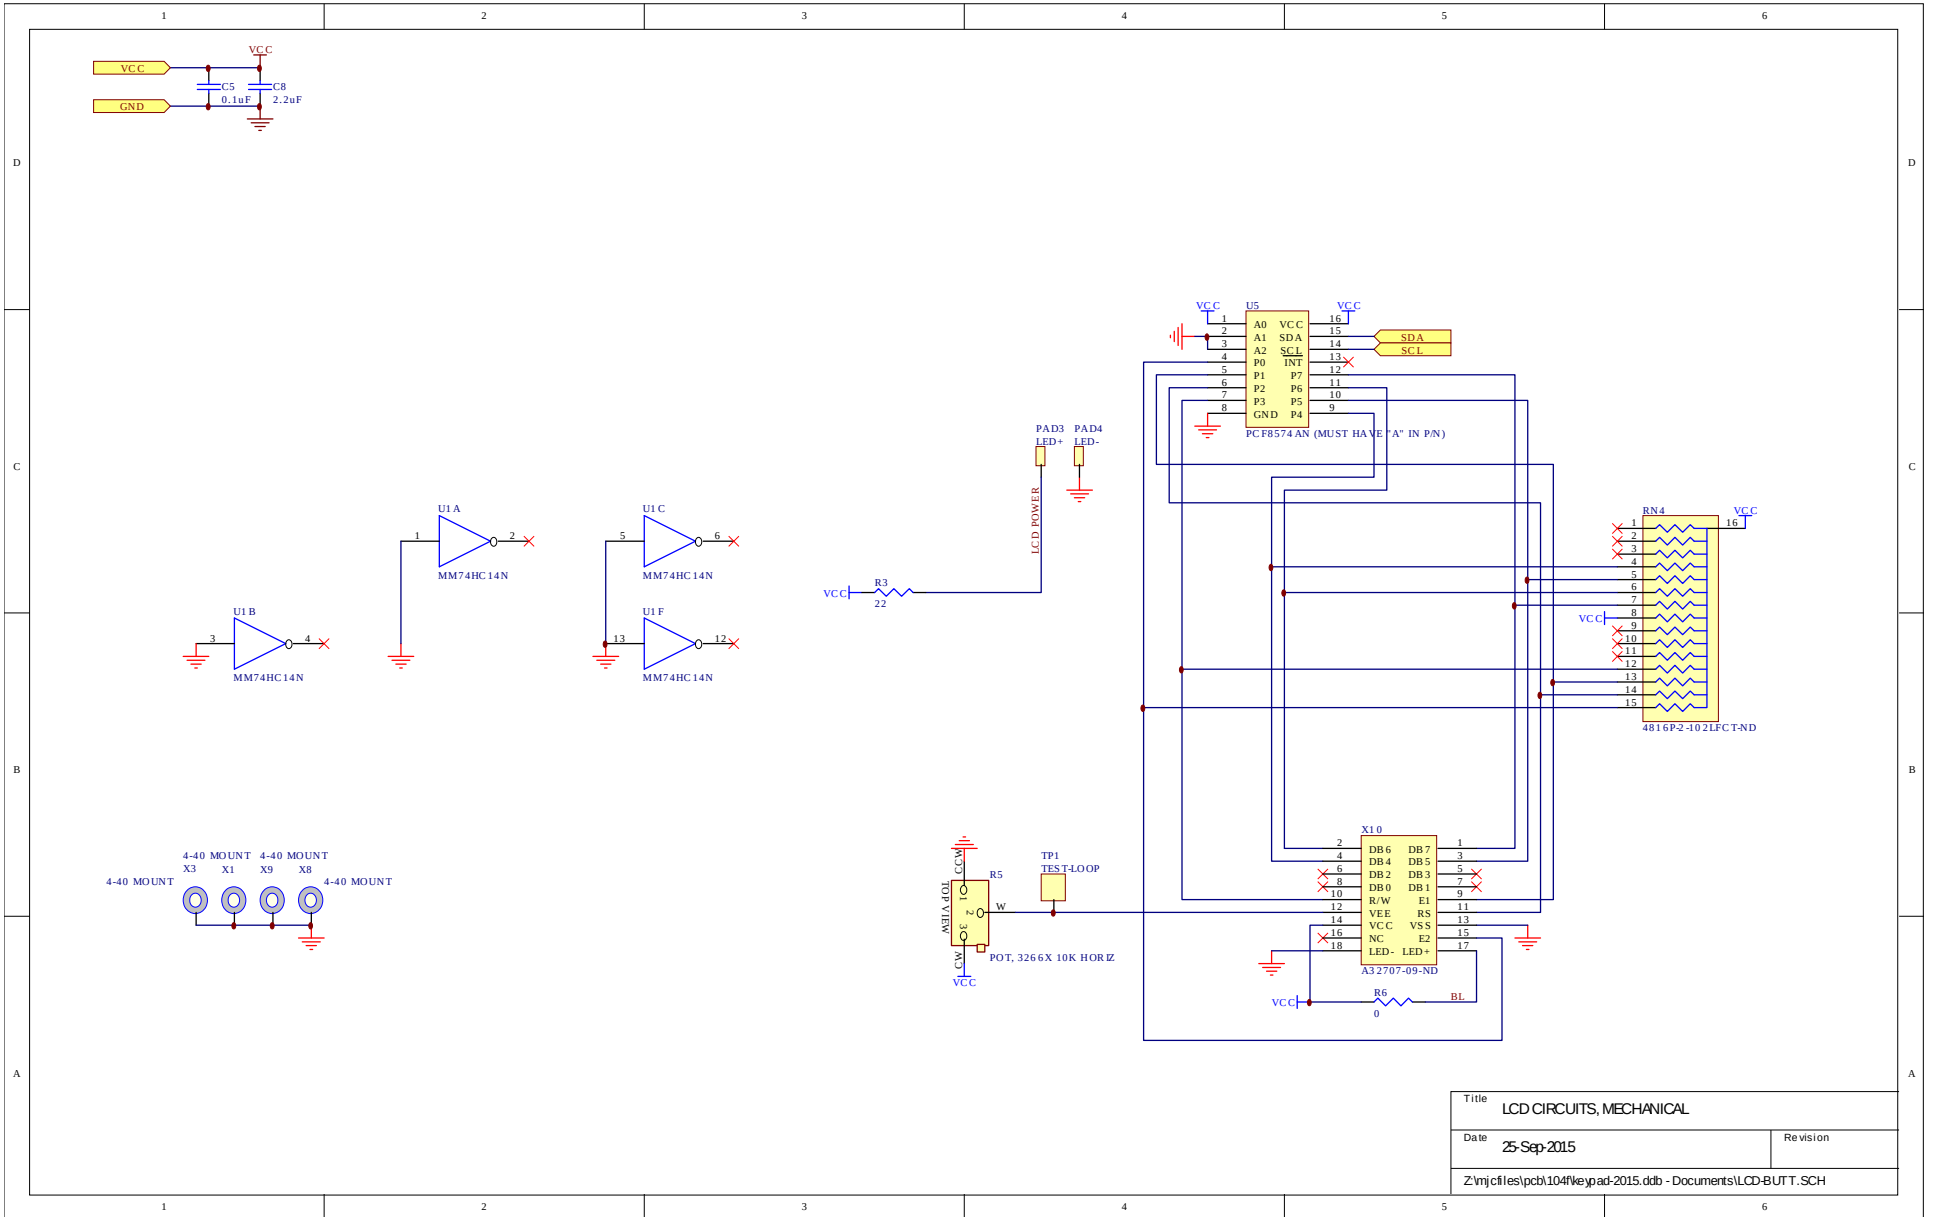 1 2 3 4 5 6
VCC
VCC
C5 C8
0.1uF 2.2uF
GND
D D
VCC U5 VCC
1 A0 VCC 16
2 A1 SDA 15 SDA
3 A2 SCL 14 SCL
4 P0 INT 13
5 P1 P7 12
6 P2 P6 11
7 P3 P5 10
8 GND P4 9
PCF8574AN (MUST HAVE "A" IN P/N)
PAD3 PAD4
LED+ LED-
LCD POWER
C C
U1A
1 2
MM74HC14N
U1C
5 6
MM74HC14N
U1B
3 4
MM74HC14N
U1F
13 12
MM74HC14N
VCC R3
22
RN4 VCC
1 16
2
3
4
5
6
7
VCC 8
9
10
11
12
13
14
15
4816P-2-102LFCT-ND
B B
4-40 MOUNT 4-40 MOUNT
X3 X1 X9 X8
4-40 MOUNT 4-40 MOUNT
CCW
R5
TOP VIEW
1
2 W
3
CW
VCC
POT, 3266X 10K HORIZ
TP1
TEST-LOOP
X10
2 DB6 DB7 1
4 DB4 DB5 3
6 DB2 DB3 5
8 DB0 DB1 7
10 R/W E1 9
12 VEE RS 11
14 VCC VSS 13
16 NC E2 15
18 LED- LED+ 17
A32707-09-ND
VCC R6 BL
0
A A
Title LCD CIRCUITS, MECHANICAL
Date 25-Sep-2015 Revision
Z:\mjcfiles\pcb\104f\keypad-2015.ddb - Documents\LCD-BUTT.SCH
1 2 3 4 5 6